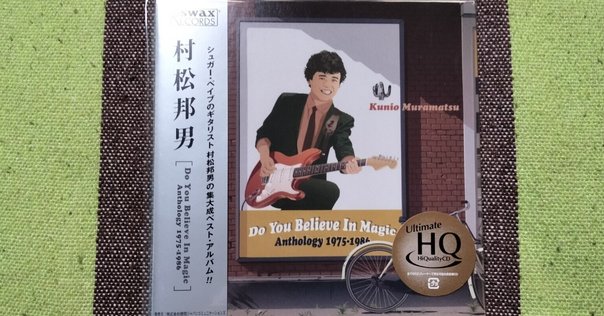 swax
RECORDS
村松邦男
[Do You Believe In Magic
Anthology 1975-1986]
シュガー・ベイブのギタリスト 村松邦男の集大成ベスト・アルバム!!
Kunio Muramatsu
Do You Believe In Magic
Anthology 1975-1986
Ultimate
HQ
HiQualityCD